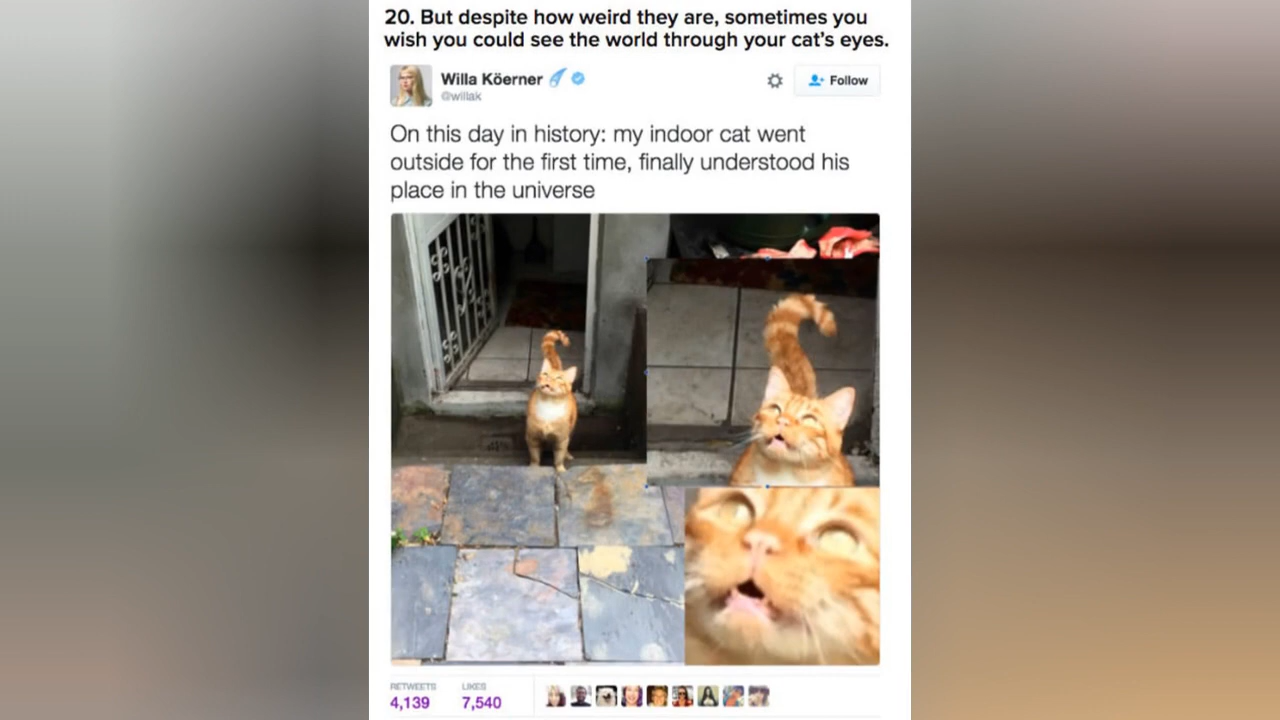 20. But despite how weird they are, sometimes you
wish you could see the world through your cat's eyes.
Willa Köerner
@willak
Follow
On this day in history: my indoor cat went
outside for the first time, finally understood his
place in the universe
RETWEETS
LIKES
4,139
7,540